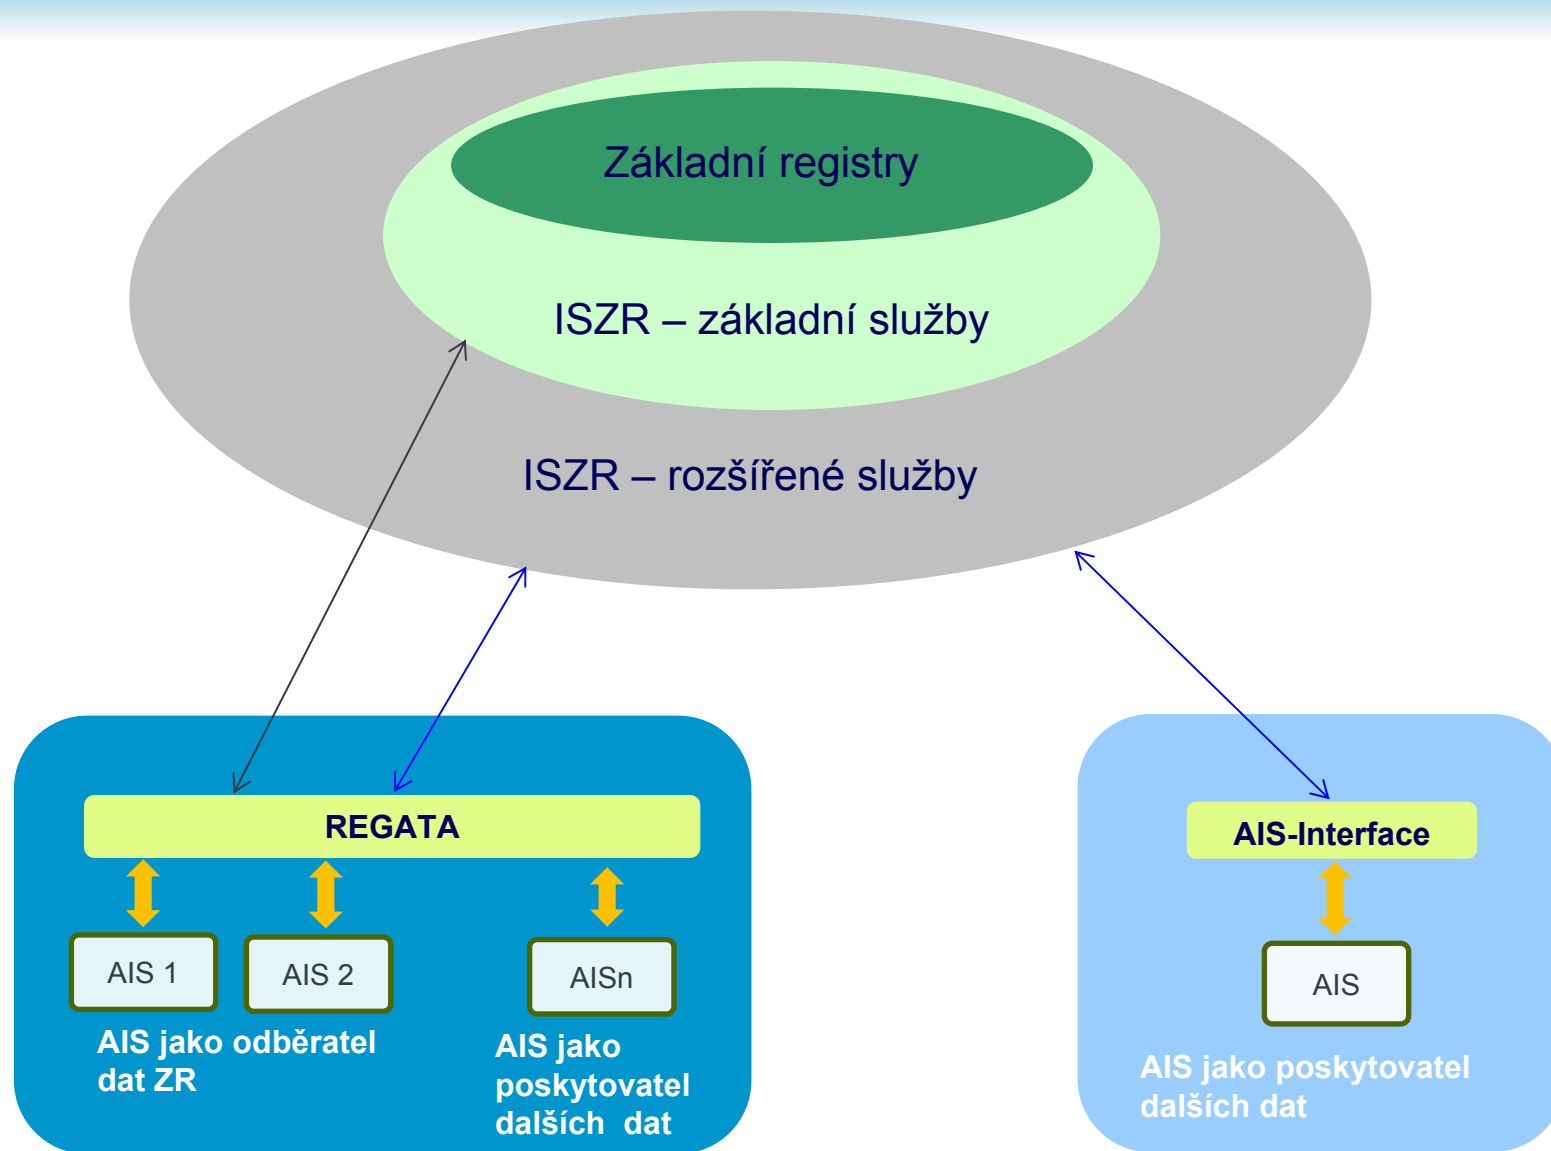 Základní registry
ISZR – základní služby
ISZR – rozšířené služby
REGATA
AIS 1
AIS 2
AISn
AIS jako odběratel
dat ZR
AIS jako
poskytovatel
dalších  dat
AIS-Interface
AIS
AIS jako poskytovatel
dalších dat